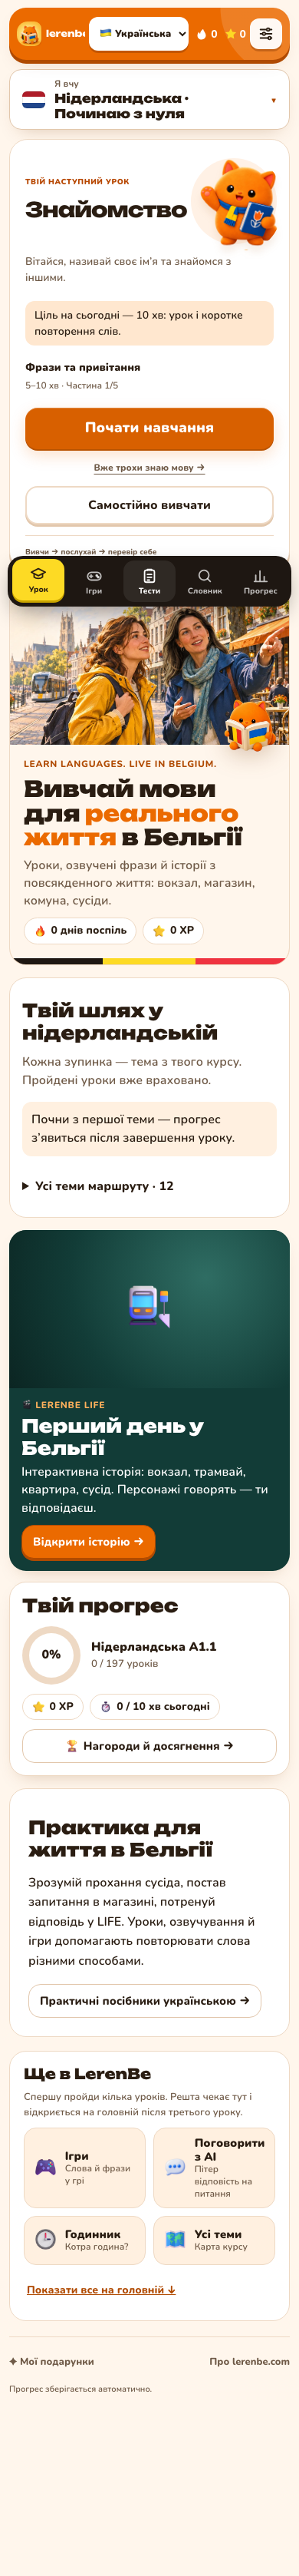 lerenbe
Українська
0
0
Я вчу
Нідерландська ·
Починаю з нуля
ТВІЙ НАСТУПНИЙ УРОК
Знайомство
Вітайся, називай своє ім’я та знайомся з
іншими.
Ціль на сьогодні — 10 хв: урок і коротке
повторення слів.
Фрази та привітання
5–10 хв · Частина 1/5
Почати навчання
Вже трохи знаю мову →
Самостійно вивчати
Вивчи → послухай → перевір себе
Урок
Ігри
Тести
Словник
Прогрес
LEARN LANGUAGES. LIVE IN BELGIUM.
Вивчай мови
для реального
життя в Бельгії
Уроки, озвучені фрази й історії з
повсякденного життя: вокзал, магазин,
комуна, сусіди.
0 днів поспіль
0 XP
Твій шлях у
нідерландській
Кожна зупинка — тема з твого курсу.
Пройдені уроки вже враховано.
Почни з першої теми — прогрес
з’явиться після завершення уроку.
Усі теми маршруту · 12
LERENBE LIFE
Перший день у
Бельгії
Інтерактивна історія: вокзал, трамвай,
квартира, сусід. Персонажі говорять — ти
відповідаєш.
Відкрити історію →
Твій прогрес
0%
Нідерландська A1.1
0 / 197 уроків
0 XP
0 / 10 хв сьогодні
Нагороди й досягнення →
Практика для
життя в Бельгії
Зрозумій прохання сусіда, постав
запитання в магазині, потренуй
відповідь у LIFE. Уроки, озвучування й
ігри допомагають повторювати слова
різними способами.
Практичні посібники українською →
Ще в LerenBe
Спершу пройди кілька уроків. Решта чекає тут і
відкриється на головній після третього уроку.
Ігри
Слова й фрази
у грі
Поговорити
з AI
Пітер
відповість на
питання
Годинник
Котра година?
Усі теми
Карта курсу
Показати все на головній ↓
✦ Мої подарунки
Про lerenbe.com
Прогрес зберігається автоматично.